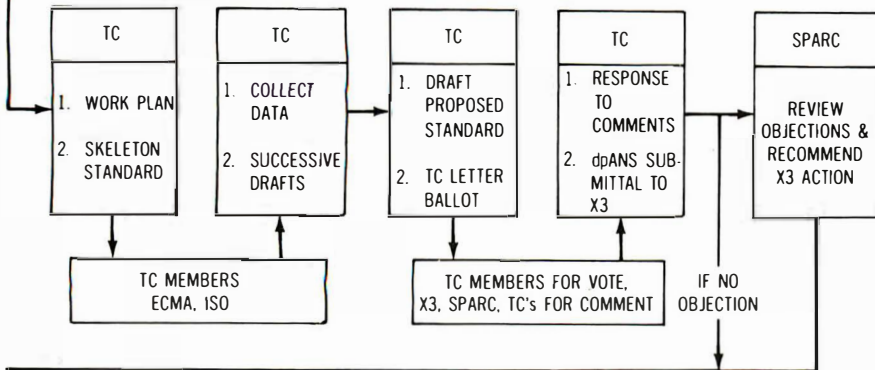 TC
1. WORK PLAN
2. SKELETON
STANDARD
TC
1. COLLECT
DATA
2. SUCCESSIVE
DRAFTS
TC
1. DRAFT
PROPOSED
STANDARD
2. TC LETTER
BALLOT
TC
1. RESPONSE
TO
COMMENTS
2. dpANS SUB-
MITTAL TO
X3
SPARC
REVIEW
OBJECTIONS &
RECOMMEND
X3 ACTION
TC MEMBERS
ECMA, ISO
TC MEMBERS FOR VOTE,
X3, SPARC, TC's FOR COMMENT
IF NO
OBJECTION